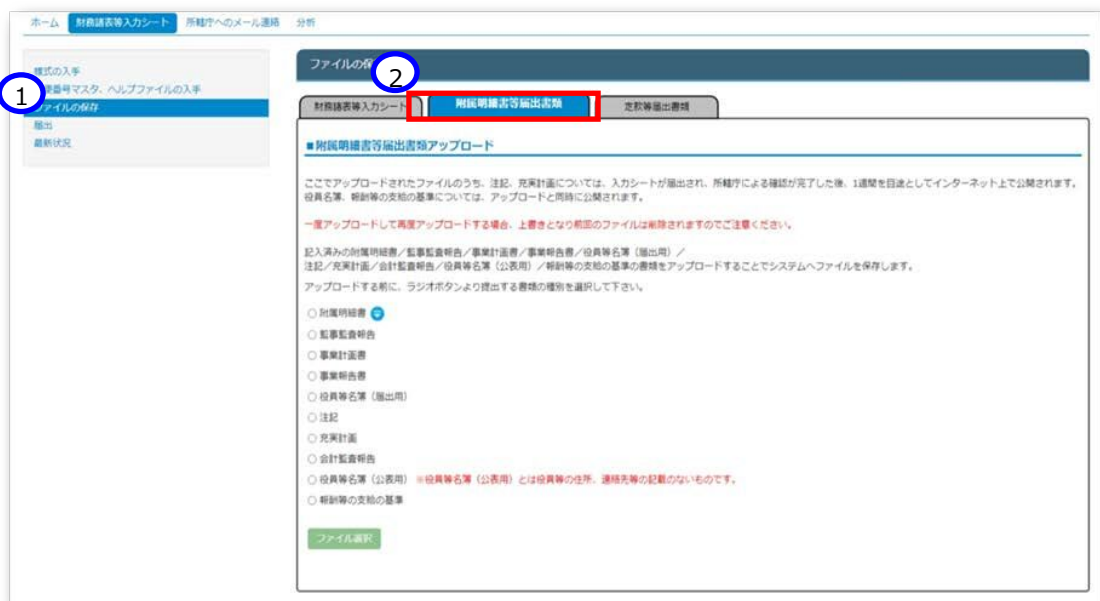 ホーム 財務諸表等入力シート 所轄庁へのメール連絡 分析
様式の入手
便番号マスタ、ヘルプファイルの入手
1
ファイルの保存
届出
最新状況
ファイルの保
2
財務諸表等入力シート 附属明細書等届出書類 定款等届出書類
■附属明細書等届出書類アップロード
ここでアップロードされたファイルのうち、注記、充実計画については、入力シートが届出され、所轄庁による確認が完了した後、1週間を目途としてインターネット上で公開されます。
役員名簿、報酬等の支給の基準については、アップロードと同時に公開されます。
一度アップロードして再度アップロードする場合、上書きとなり前回のファイルは削除されますのでご注意ください。
記入済みの附属明細書／監事監査報告／事業計画書／事業報告書／役員等名簿（届出用）／
注記／充実計画／会計監査報告／役員等名簿（公表用）／報酬等の支給の基準の書類をアップロードすることでシステムへファイルを保存します。
アップロードする前に、ラジオボタンより提出する書類の種別を選択して下さい。
附属明細書
監事監査報告
事業計画書
事業報告書
役員等名簿（届出用）
注記
充実計画
会計監査報告
役員等名簿（公表用） ※役員等名簿（公表用）とは役員等の住所、連絡先等の記載のないものです。
報酬等の支給の基準
ファイル選択